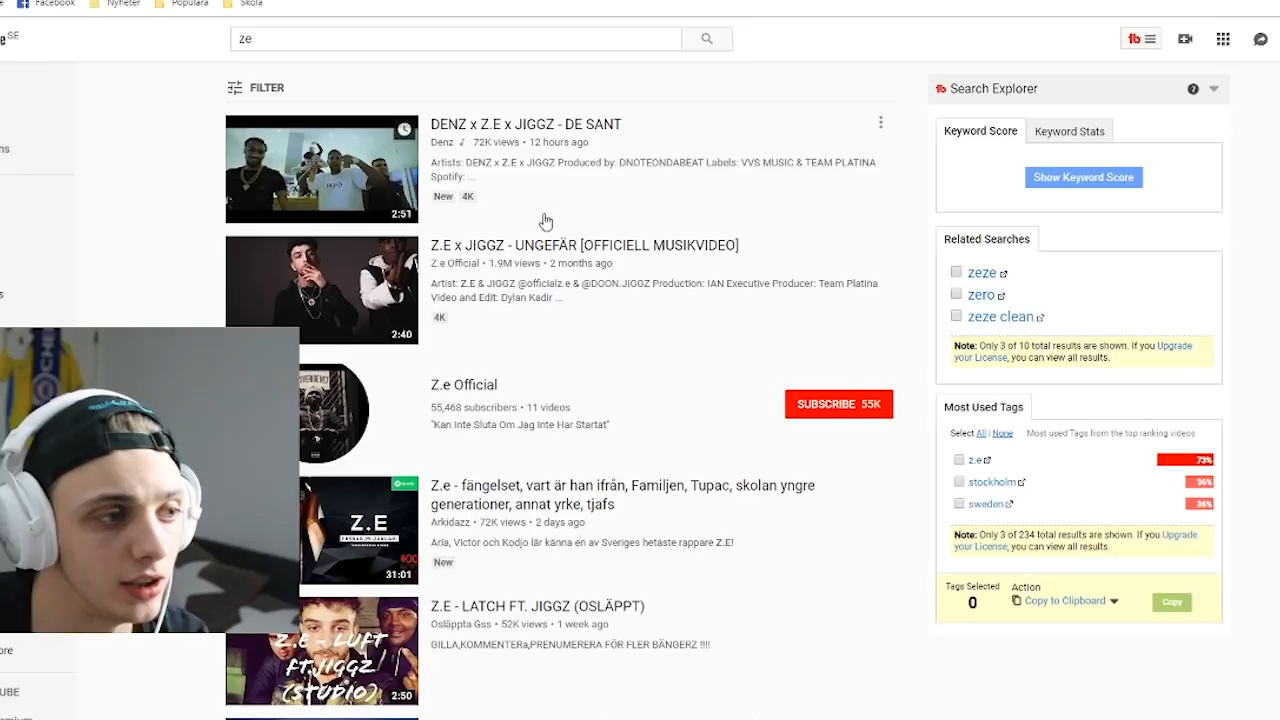 Facebook
Nyheter
Populära
Skola
e SE
ze
FILTER
DENZ x Z.E x JIGGZ - DE SANT
Denz ♪ 72K views • 12 hours ago
Artists: DENZ x Z.E x JIGGZ Produced by: DNOTEONDABEAT Labels: VVS MUSIC & TEAM PLATINA
Spotify: ...
New 4K
2:51
Z.E x JIGGZ - UNGEFÄR [OFFICIELL MUSIKVIDEO]
Z.e Official • 1.9M views • 2 months ago
Artist: Z.E & JIGGZ @officialz.e & @DOON.JIGGZ Production: IAN Executive Producer: Team Platina
Video and Edit: Dylan Kadir ...
4K
2:40
Z.e Official
55,468 subscribers • 11 videos
"Kan Inte Sluta Om Jag Inte Har Startat"
SUBSCRIBE 55K
Z.e - fängelset, vart är han ifrån, Familjen, Tupac, skolan yngre
generationer, annat yrke, tjafs
Arkidazz • 72K views • 2 days ago
Aria, Victor och Kodjo lär känna en av Sveriges hetaste rappare Z.E!
New
Z.E
31:01
Z.E - LATCH FT. JIGGZ (OSLÄPPT)
Osläppta Gss • 52K views • 1 week ago
GILLA,KOMMENTERa,PRENUMERERA FÖR FLER BÄNGERZ !!!!
Z.E - LUFT
FT.JIGGZ
(STUDIO)
2:50
ns
s
ore
UBE
tb
tb Search Explorer
Keyword Score
Keyword Stats
Show Keyword Score
Related Searches
zeze
zero
zeze clean
Note: Only 3 of 10 total results are shown. If you Upgrade
your License, you can view all results.
Most Used Tags
Select All | None Most used Tags from the top ranking videos
z.e 73%
stockholm 36%
sweden 36%
Note: Only 3 of 234 total results are shown. If you Upgrade
your License, you can view all results.
Tags Selected
0
Action
Copy to Clipboard
Copy